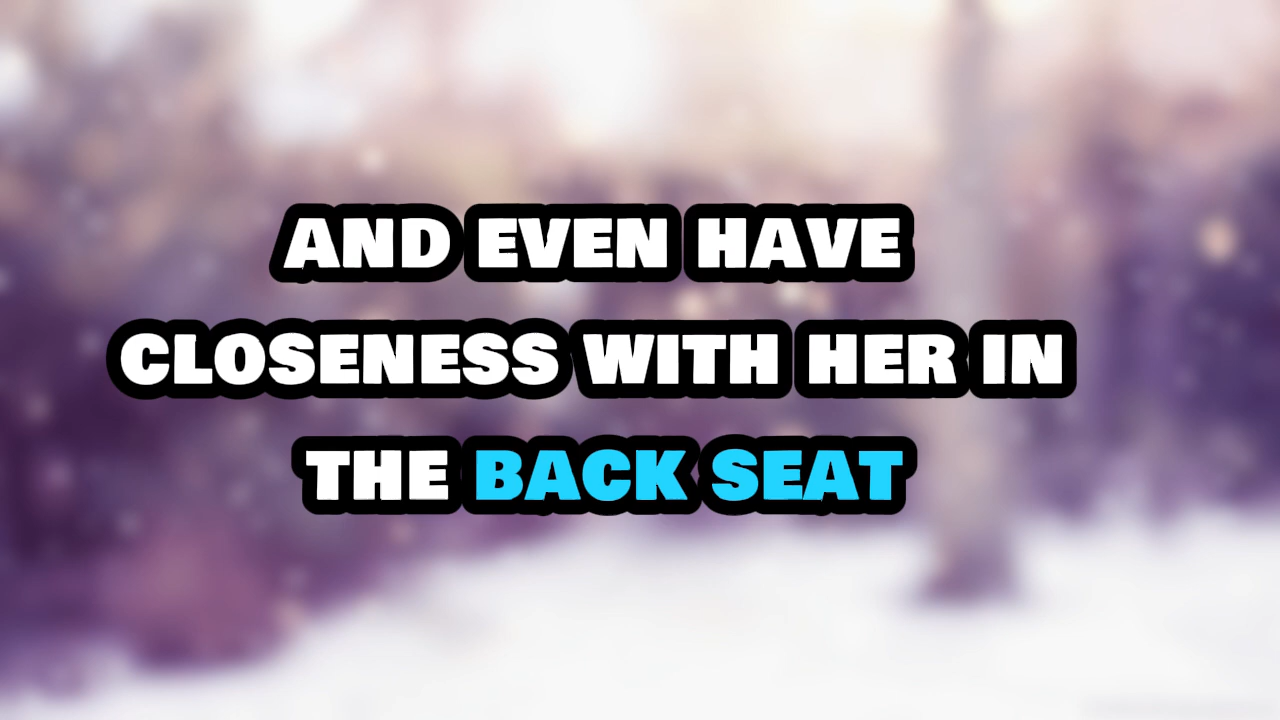 AND EVEN HAVE
CLOSENESS WITH HER IN
THE BACK SEAT